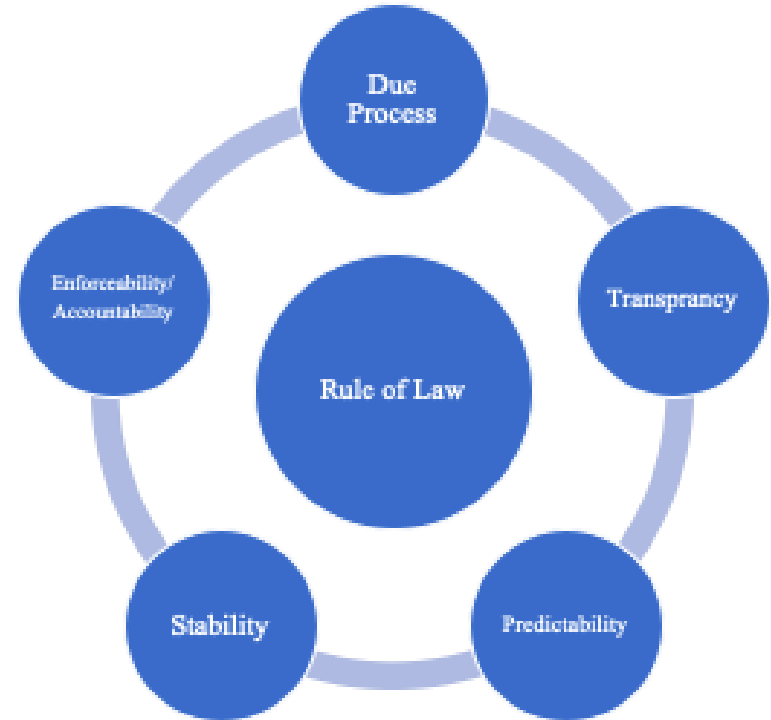 Due
Process
Enforceability/
Accountability
Transprancy
Rule of Law
Stability
Predictability